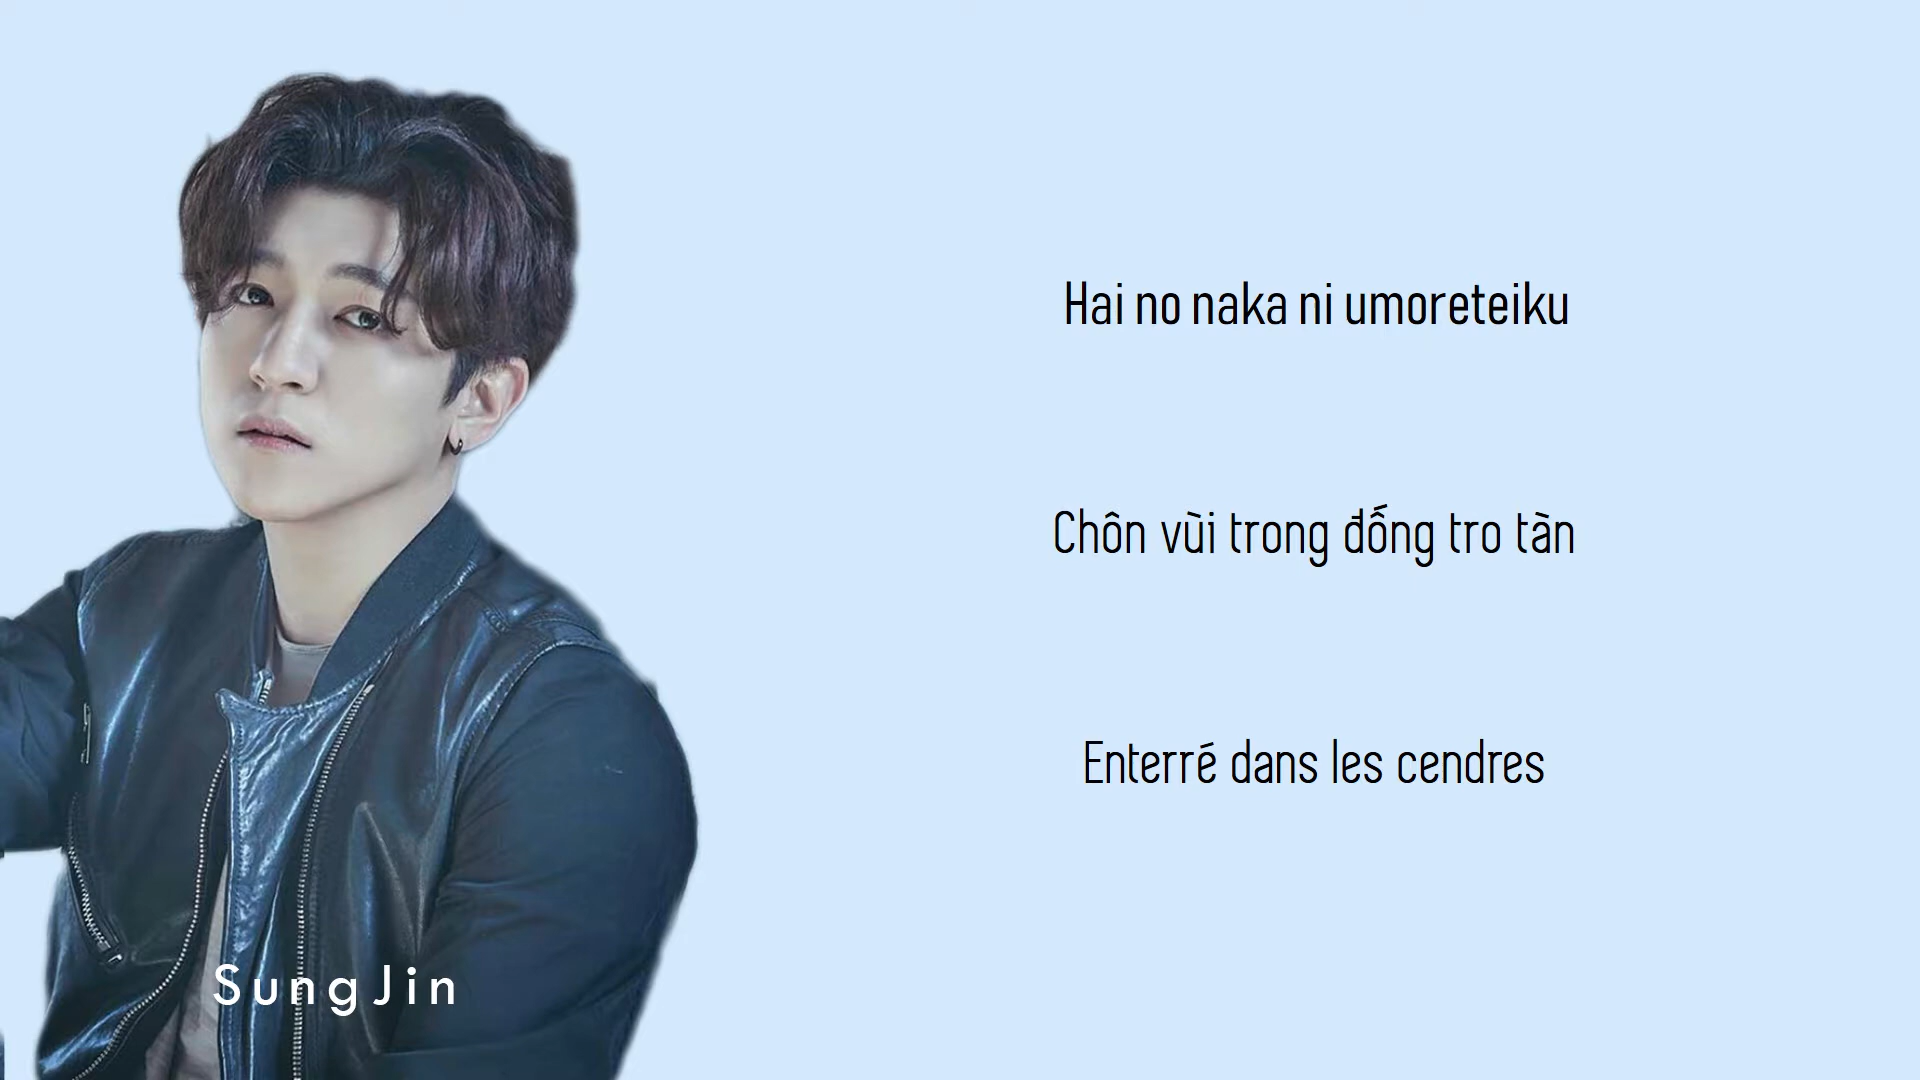 Hai no naka ni umoreteiku
Chôn vùi trong đống tro tàn
Enterré dans les cendres
SungJin